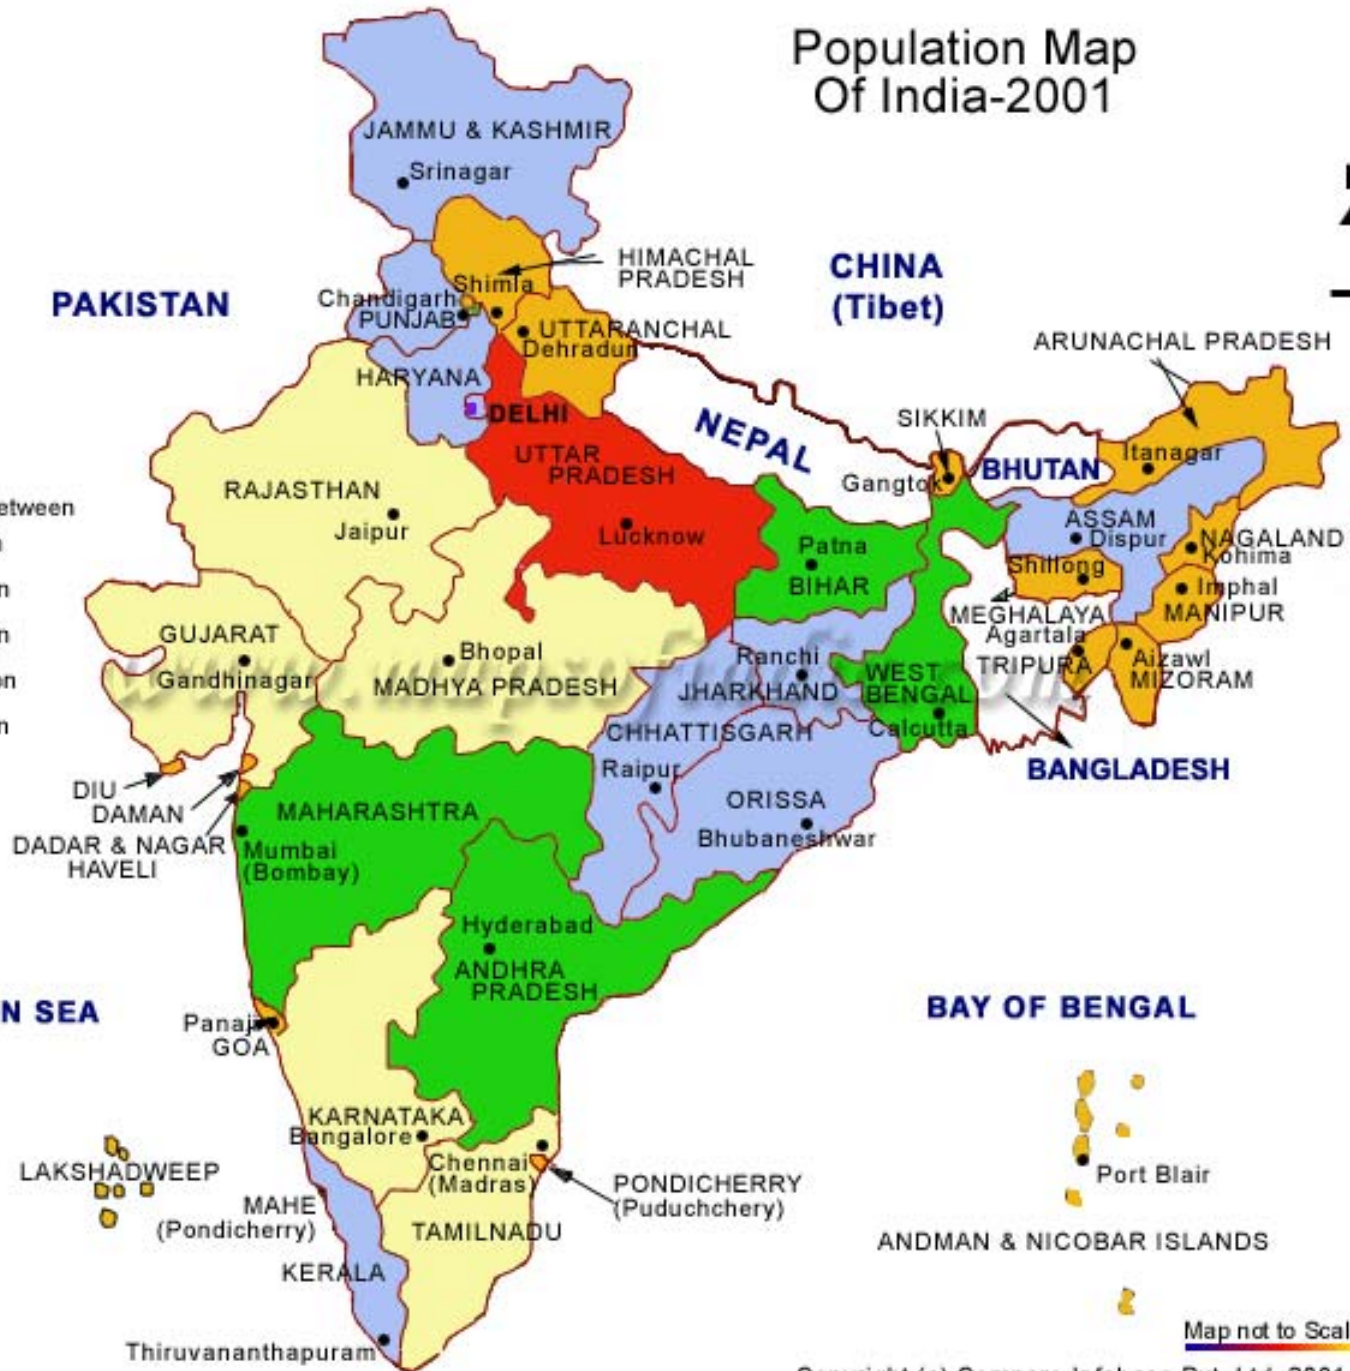 Population Map
Of India-2001
JAMMU & KASHMIR
Srinagar
HIMACHAL
PRADESH
CHINA
(Tibet)
PAKISTAN
Shimla
Chandigarh
PUNJAB
UTTARANCHAL
Dehradun
ARUNACHAL PRADESH
HARYANA
DELHI
NEPAL
SIKKIM
Gangtok
BHUTAN
Itanagar
UTTAR
PRADESH
Lucknow
RAJASTHAN
Jaipur
etween
ASSAM
Dispur
NAGALAND
Kohima
Patna
BIHAR
Shillong
Imphal
MANIPUR
MEGHALAYA
Agartala
TRIPURA
Aizawl
MIZORAM
GUJARAT
Gandhinagar
Bhopal
MADHYA PRADESH
Ranchi
JHARKHAND
WEST
BENGAL
Calcutta
www.mapsofindia.com
CHHATTISGARH
Raipur
BANGLADESH
DIU
DAMAN
DADAR & NAGAR
HAVELI
MAHARASHTRA
Mumbai
(Bombay)
ORISSA
Bhubaneshwar
Hyderabad
ANDHRA
PRADESH
N SEA
Panaji
GOA
BAY OF BENGAL
KARNATAKA
Bangalore
Chennai
(Madras)
PONDICHERRY
(Puduchchery)
LAKSHADWEEP
MAHE
(Pondicherry)
TAMILNADU
KERALA
Port Blair
ANDMAN & NICOBAR ISLANDS
Thiruvananthapuram
Map not to Scal